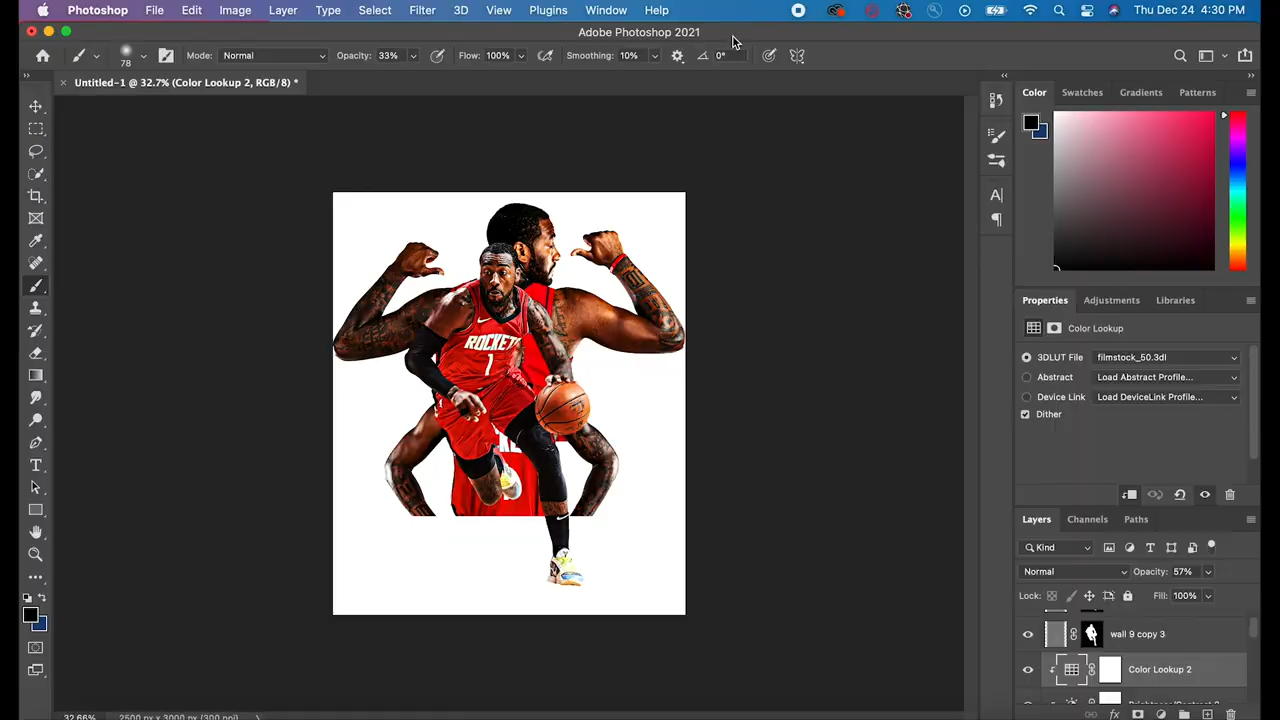 Photoshop File Edit Image Layer Type Select Filter 3D View Plugins Window Help Thu Dec 24 4:30 PM
Adobe Photoshop 2021
78 Mode: Normal Opacity: 33% Flow: 100% Smoothing: 10% 0°
× Untitled-1 @ 32.7% (Color Lookup 2, RGB/8) *
Color Swatches Gradients Patterns
Properties Adjustments Libraries
Color Lookup
3DLUT File filmstock_50.3dl
Abstract Load Abstract Profile...
Device Link Load DeviceLink Profile...
Dither
ROCKETS
1
Layers Channels Paths
Kind
Normal Opacity: 57%
Lock: Fill: 100%
wall 9 copy 3
Color Lookup 2
32.66% 2500 px x 3000 px (300 ppi)